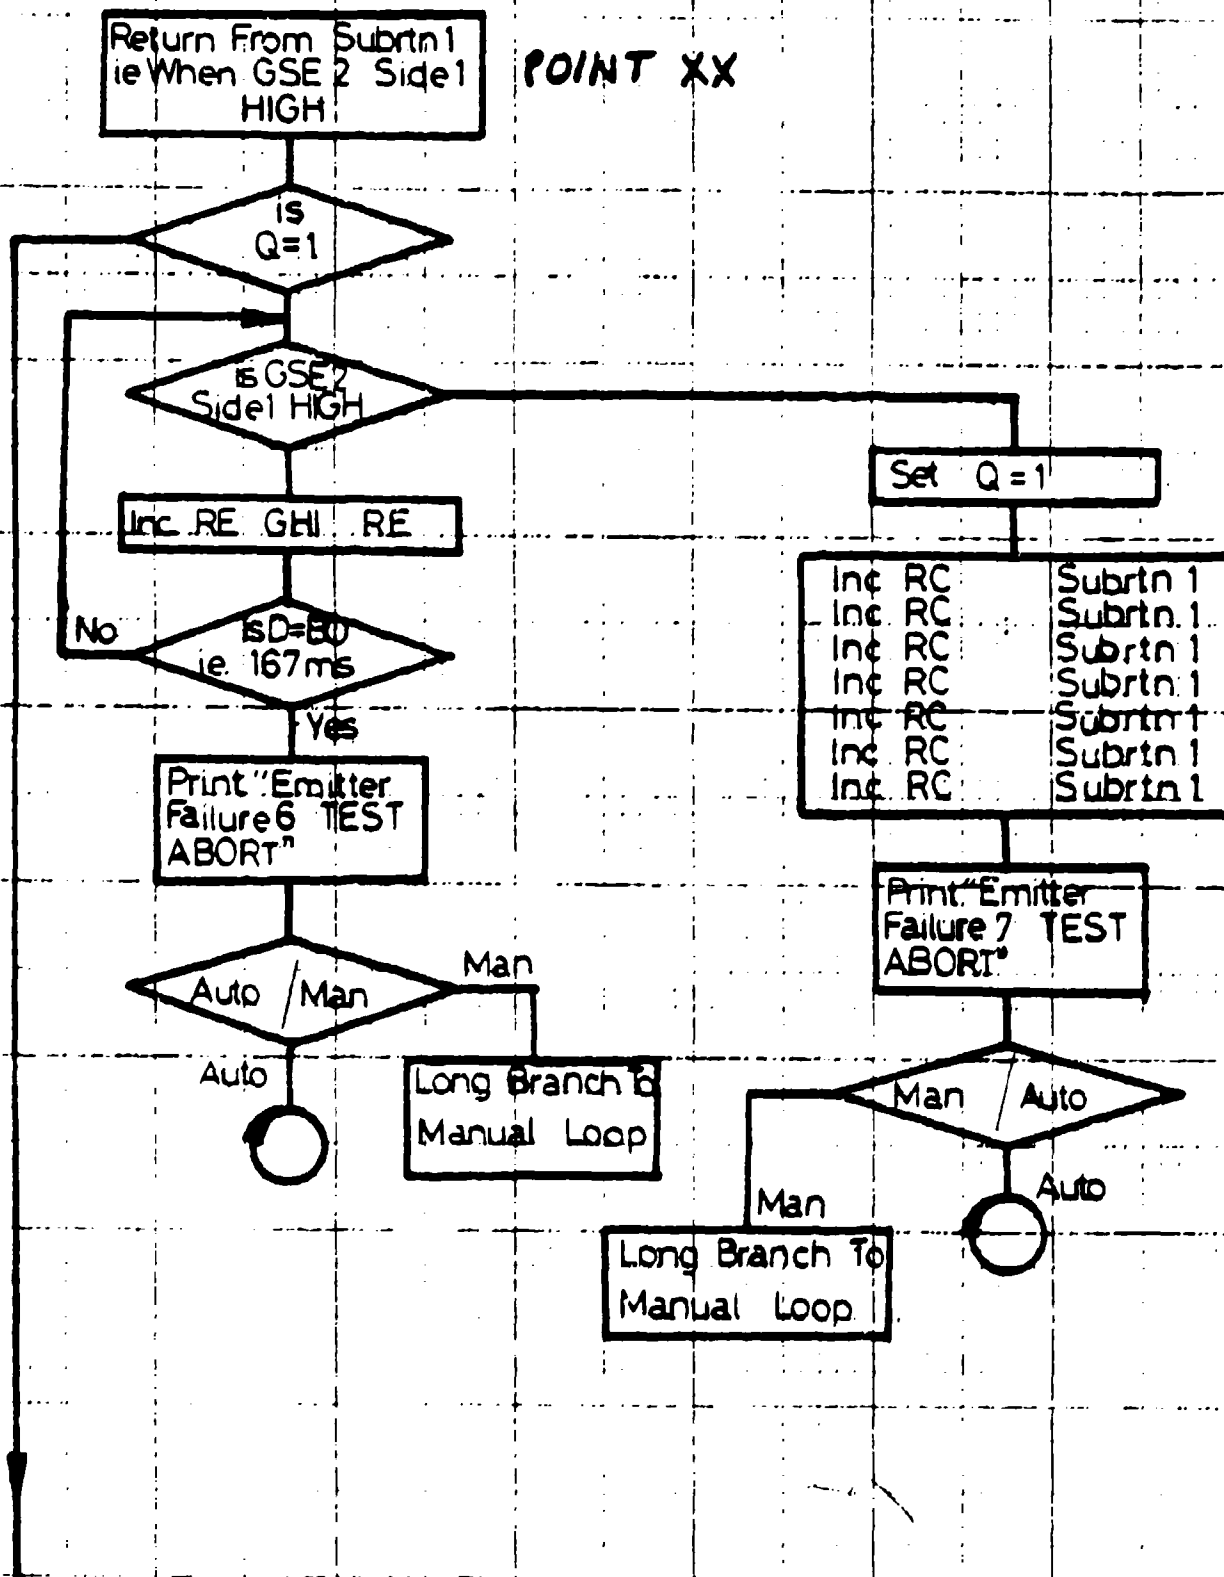 Return From Subrtn 1
ie When GSE 2 Side 1
HIGH
POINT XX
is
Q=1
is GSE 2
Side 1 HIGH
Set Q = 1
Inc RE GHI RE
Inc RC Subrtn 1
Inc RC Subrtn 1
Inc RC Subrtn 1
Inc RC Subrtn 1
Inc RC Subrtn 1
Inc RC Subrtn 1
Inc RC Subrtn 1
No
is D=80
ie. 167ms
Yes
Print "Emitter
Failure 6 TEST
ABORT"
Print "Emitter
Failure 7 TEST
ABORT"
Auto / Man
Man
Auto
Long Branch To
Manual Loop
Man / Auto
Man
Auto
Long Branch To
Manual Loop